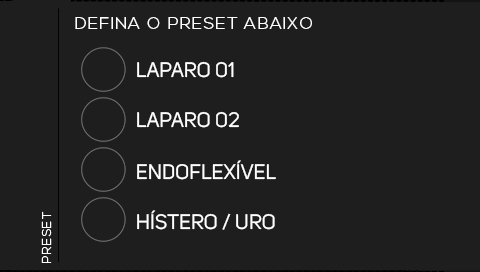 DEFINA O PRESET ABAIXO
LAPARO 01
LAPARO 02
ENDOFLEXÍVEL
HÍSTERO / URO
PRESET